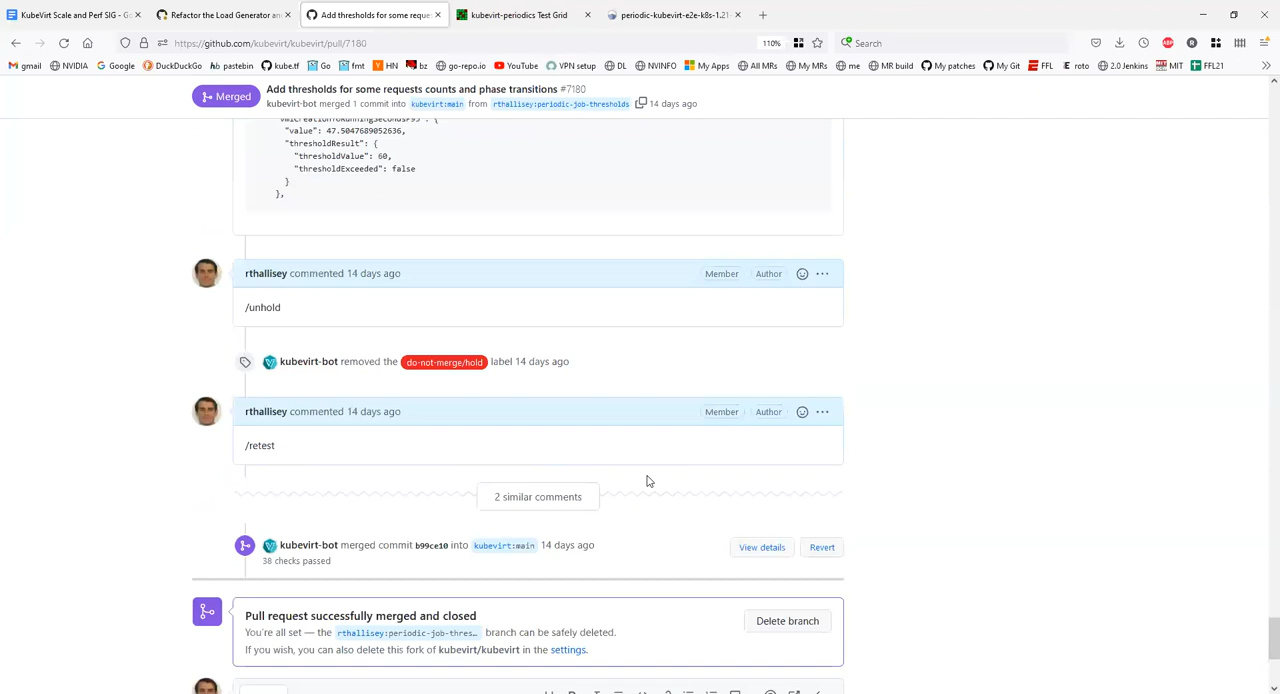 KubeVirt Scale and Perf SIG - Go
Refactor the Load Generator an
Add thresholds for some reque
kubevirt-periodics Test Grid
periodic-kubevirt-e2e-k8s-1.21
https://github.com/kubevirt/kubevirt/pull/7180
110%
Search
gmail NVIDIA Google DuckDuckGo pastebin kube.tf Go fmt HN bz go-repo.io YouTube VPN setup DL NVINFO My Apps All MRs My MRs me MR build My patches My Git FFL roto 2.0 Jenkins MIT FFL21
Merged
Add thresholds for some requests counts and phase transitions #7180
kubevirt-bot merged 1 commit into kubevirt:main from rthallisey:periodic-job-thresholds 14 days ago
"vmiCreationToRunningSecondsP95": {
"value": 47.5047689052636,
"thresholdResult": {
"thresholdValue": 60,
"thresholdExceeded": false
}
},
rthallisey commented 14 days ago Member Author
/unhold
kubevirt-bot removed the do-not-merge/hold label 14 days ago
rthallisey commented 14 days ago Member Author
/retest
2 similar comments
kubevirt-bot merged commit b99ce10 into kubevirt:main 14 days ago View details Revert
38 checks passed
Pull request successfully merged and closed
You're all set — the rthallisey:periodic-job-thres… branch can be safely deleted.
Delete branch
If you wish, you can also delete this fork of kubevirt/kubevirt in the settings.